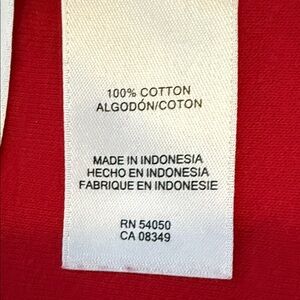 100% COTTON
ALGODÓN/COTON
MADE IN INDONESIA
HECHO EN INDONESIA
FABRIQUE EN INDONESIE
RN 54050
CA 08349